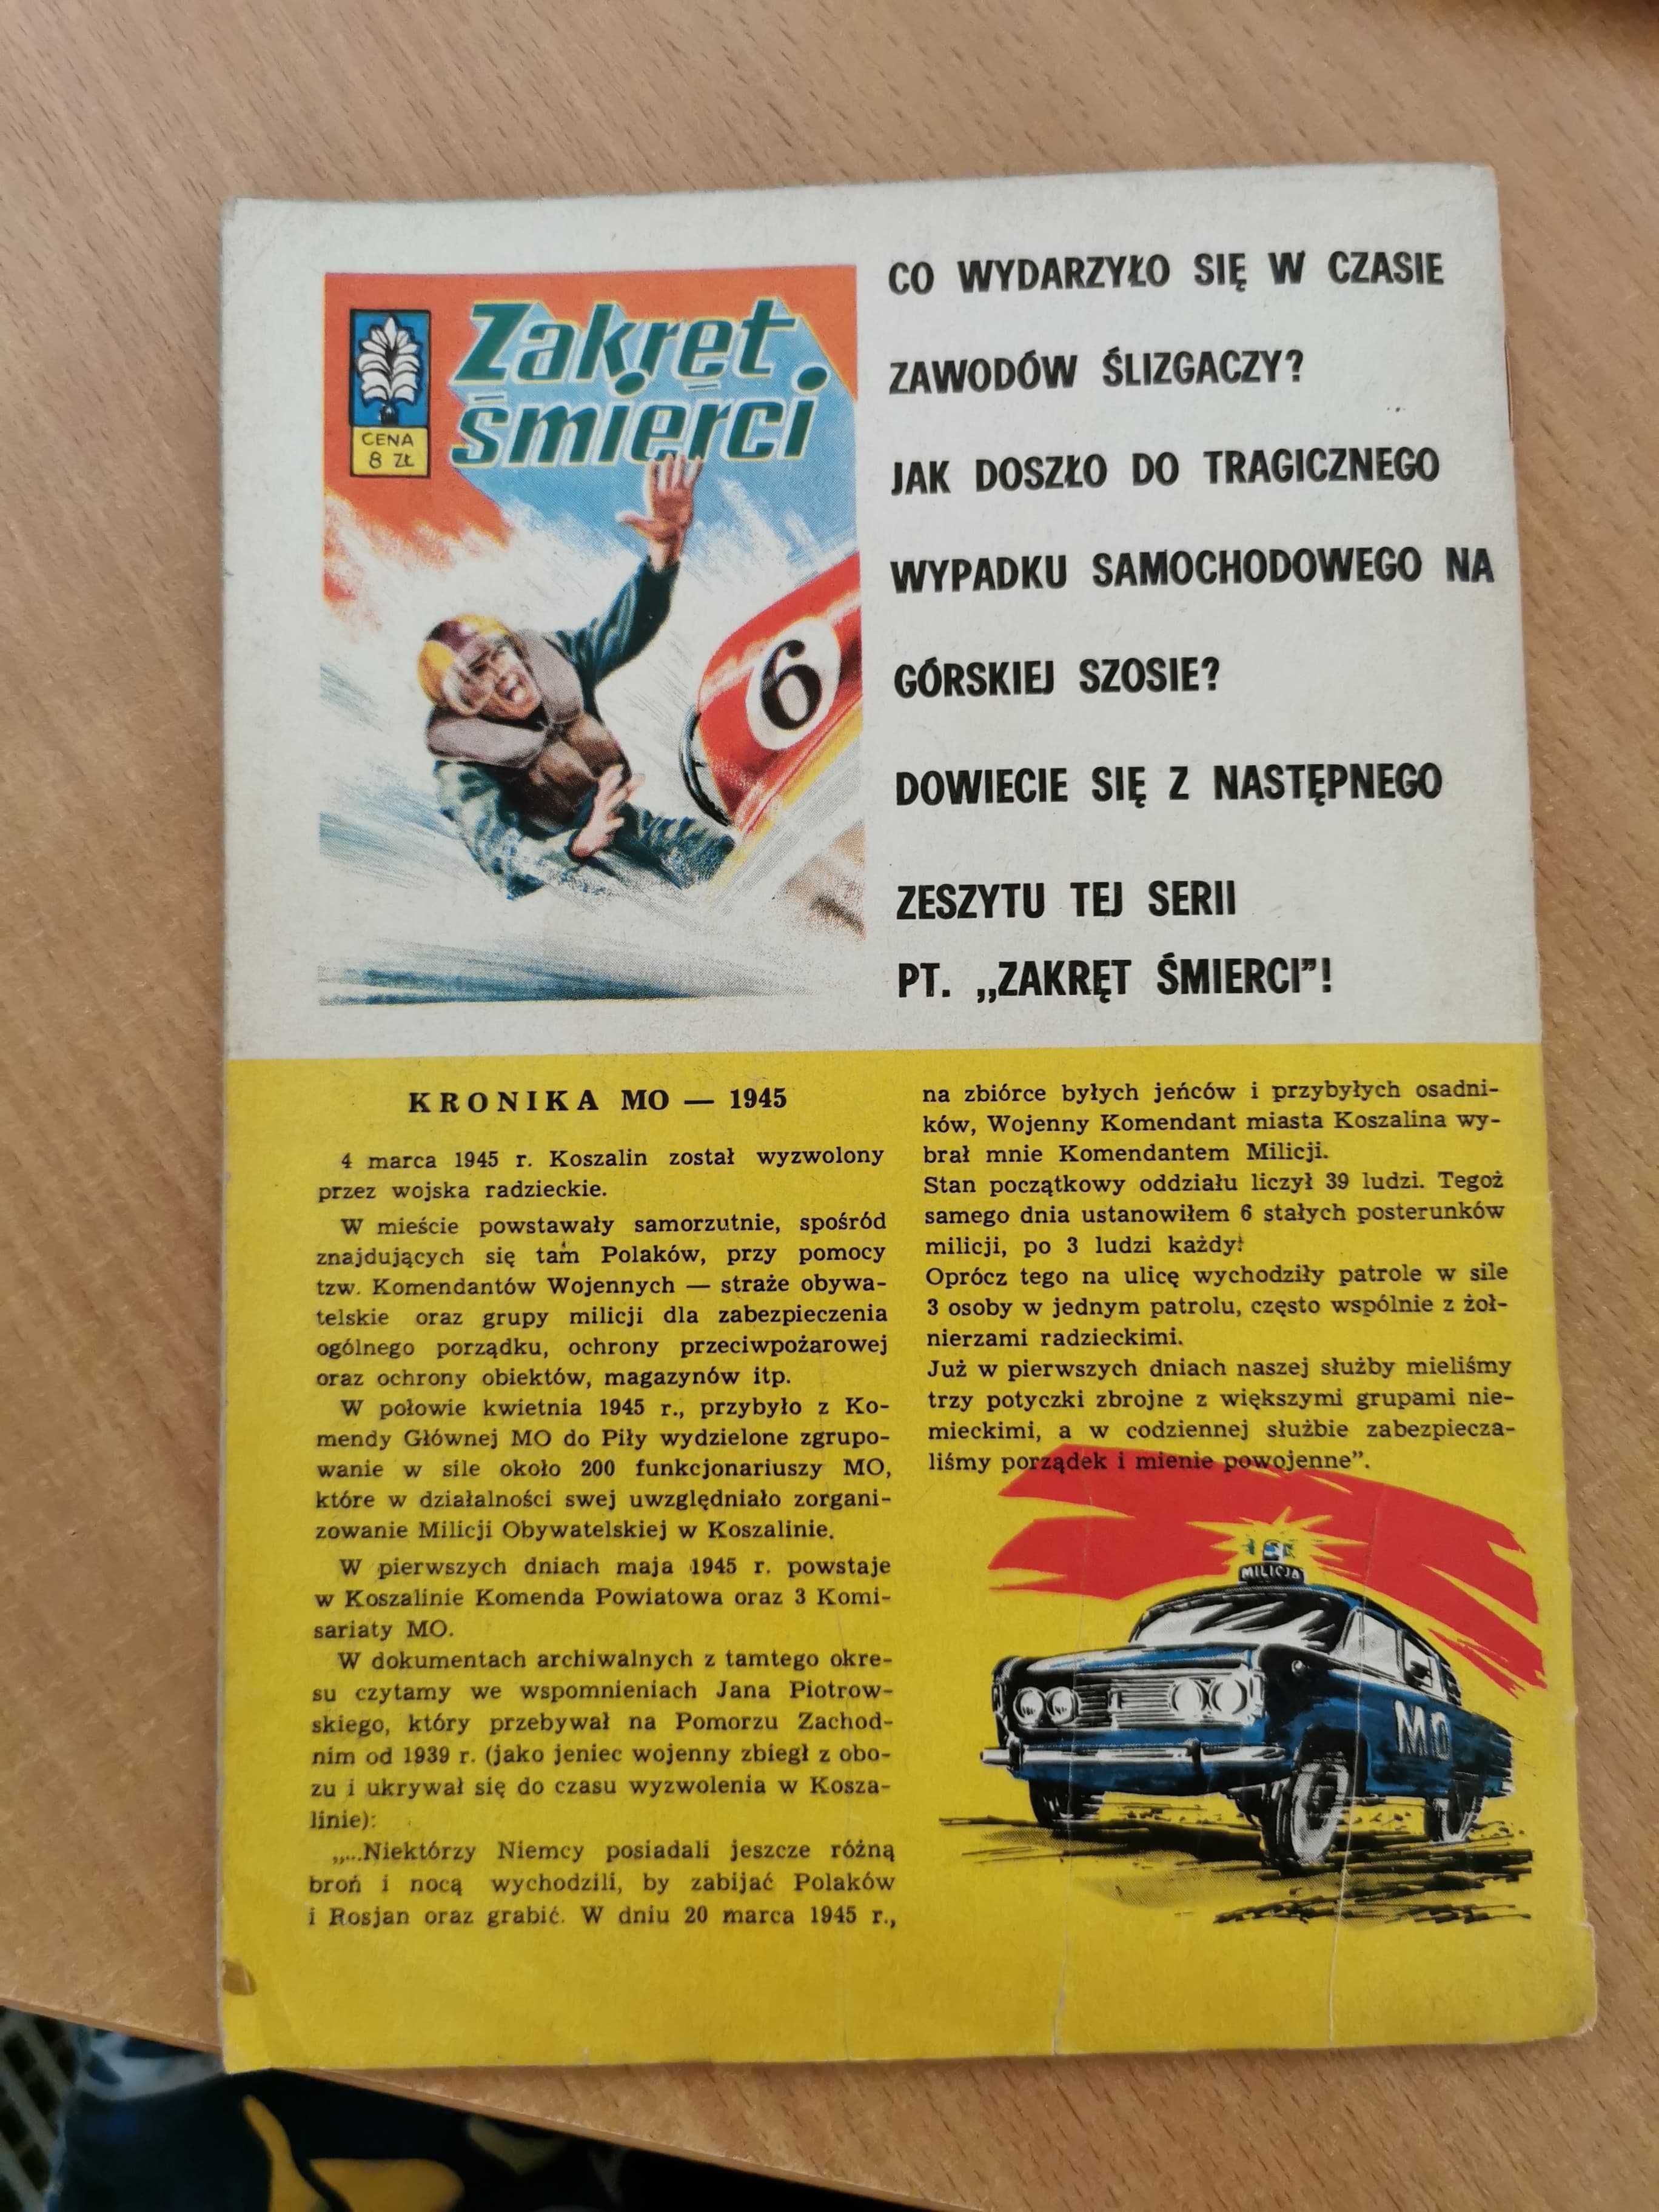 Zakręt
śmierci
CENA
8 ZŁ
6
CO WYDARZYŁO SIĘ W CZASIE
ZAWODÓW ŚLIZGACZY?
JAK DOSZŁO DO TRAGICZNEGO
WYPADKU SAMOCHODOWEGO NA
GÓRSKIEJ SZOSIE?
DOWIECIE SIĘ Z NASTĘPNEGO
ZESZYTU TEJ SERII
PT. „ZAKRĘT ŚMIERCI”!
KRONIKA MO — 1945
4 marca 1945 r. Koszalin został wyzwolony
przez wojska radzieckie.
W mieście powstawały samorzutnie, spośród
znajdujących się tam Polaków, przy pomocy
tzw. Komendantów Wojennych — straże obywa-
telskie oraz grupy milicji dla zabezpieczenia
ogólnego porządku, ochrony przeciwpożarowej
oraz ochrony obiektów, magazynów itp.
W połowie kwietnia 1945 r., przybyło z Ko-
mendy Głównej MO do Piły wydzielone zgrupo-
wanie w sile około 200 funkcjonariuszy MO,
które w działalności swej uwzględniało zorgani-
zowanie Milicji Obywatelskiej w Koszalinie.
W pierwszych dniach maja 1945 r. powstaje
w Koszalinie Komenda Powiatowa oraz 3 Komi-
sariaty MO.
W dokumentach archiwalnych z tamtego okre-
su czytamy we wspomnieniach Jana Piotrow-
skiego, który przebywał na Pomorzu Zachod-
nim od 1939 r. (jako jeniec wojenny zbiegł z obo-
zu i ukrywał się do czasu wyzwolenia w Kosza-
linie):
„...Niektórzy Niemcy posiadali jeszcze różną
broń i nocą wychodzili, by zabijać Polaków
i Rosjan oraz grabić. W dniu 20 marca 1945 r.,
na zbiórce byłych jeńców i przybyłych osadni-
ków, Wojenny Komendant miasta Koszalina wy-
brał mnie Komendantem Milicji.
Stan początkowy oddziału liczył 39 ludzi. Tegoż
samego dnia ustanowiłem 6 stałych posterunków
milicji, po 3 ludzi każdy.
Oprócz tego na ulicę wychodziły patrole w sile
3 osoby w jednym patrolu, często wspólnie z żoł-
nierzami radzieckimi.
Już w pierwszych dniach naszej służby mieliśmy
trzy potyczki zbrojne z większymi grupami nie-
mieckimi, a w codziennej służbie zabezpiecza-
liśmy porządek i mienie powojenne”.
MILICJA
MO